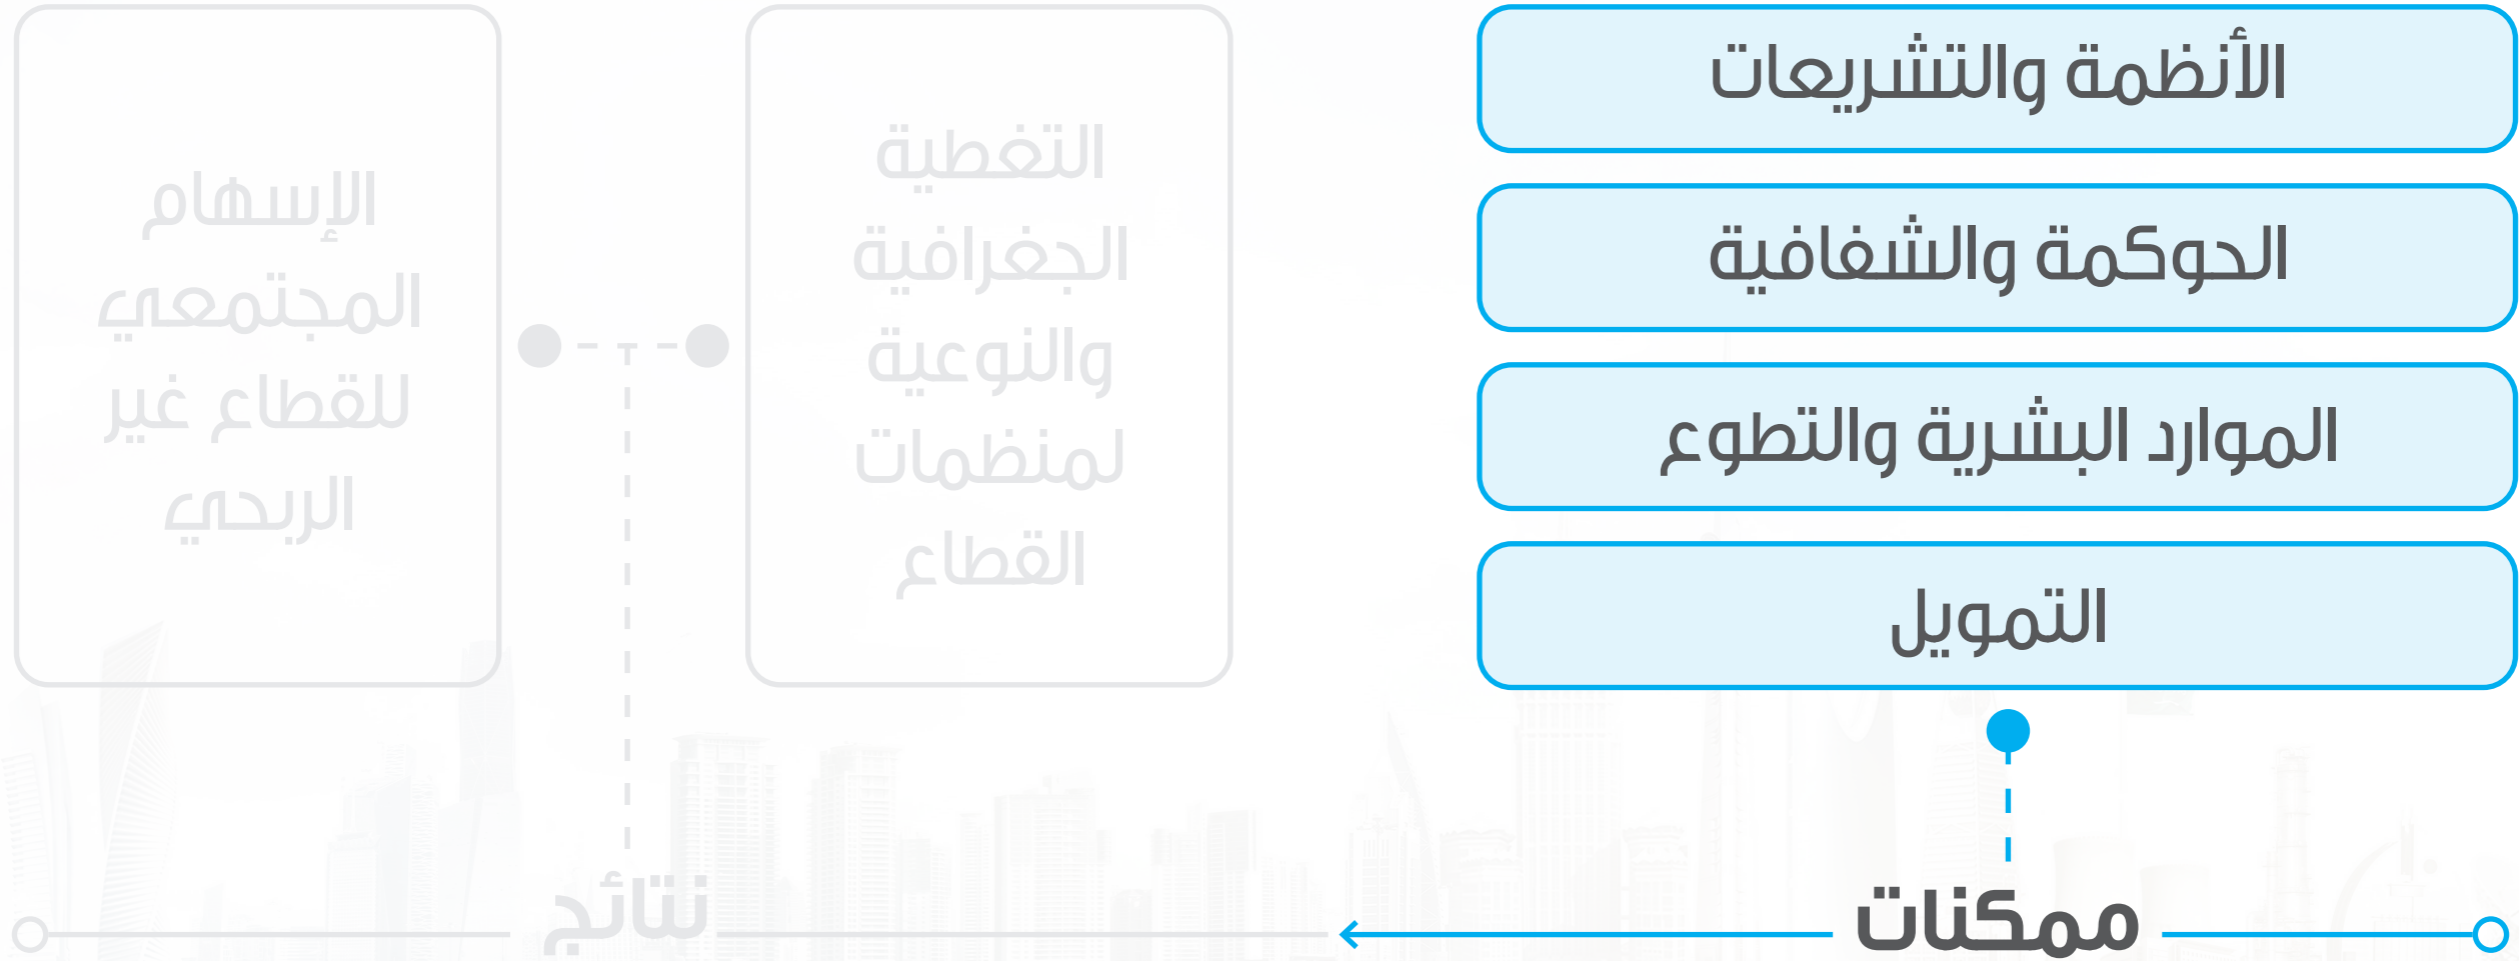 الأنظمة والتشريعات
الحوكمة والشفافية
الموارد البشرية والتطوع
التمويل
ممكنات
التغطية
الجغرافية
والنوعية
لمنظمات
القطاع
الإسهام
المجتمعي
للقطاع غير
الربحي
نتائج